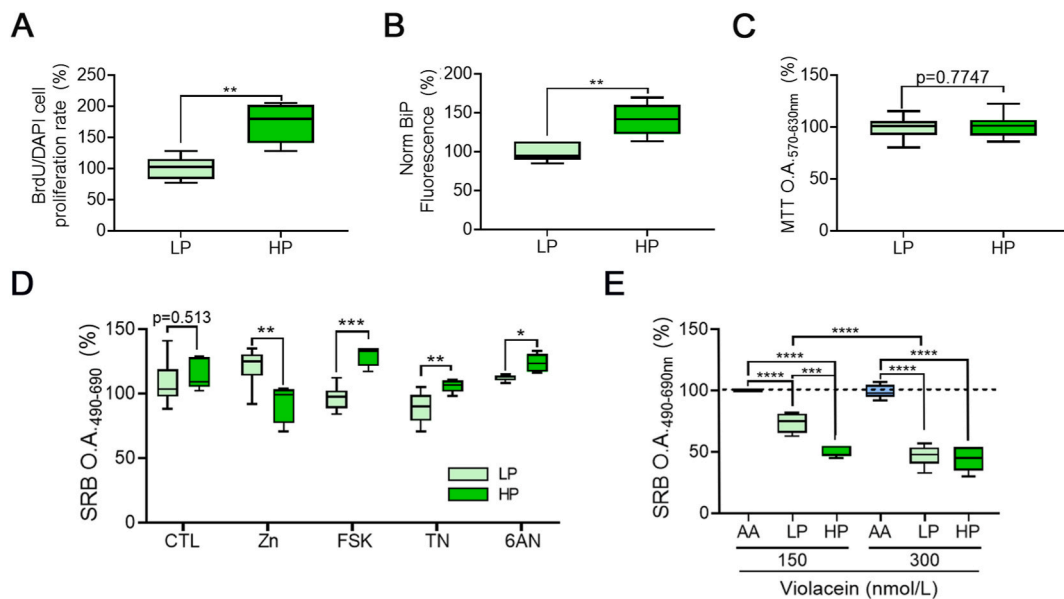 A
BrdU/DAPI cell
proliferation rate (%)
250
200
150
100
50
0
**
LP
HP
B
Norm BiP
Fluorescence (%)
200
150
100
50
0
**
LP
HP
C
MTT O.A.570-630nm (%)
150
100
50
0
p=0.7747
LP
HP
D
SRB O.A.490-690 (%)
150
100
50
0
p=0.513
**
***
**
*
LP
HP
CTL
Zn
FSK
TN
6AN
E
SRB O.A.490-690nn (%)
150
100
50
0
****
****
****
****
***
****
AA
LP
HP
AA
LP
HP
150
300
Violacein (nmol/L)